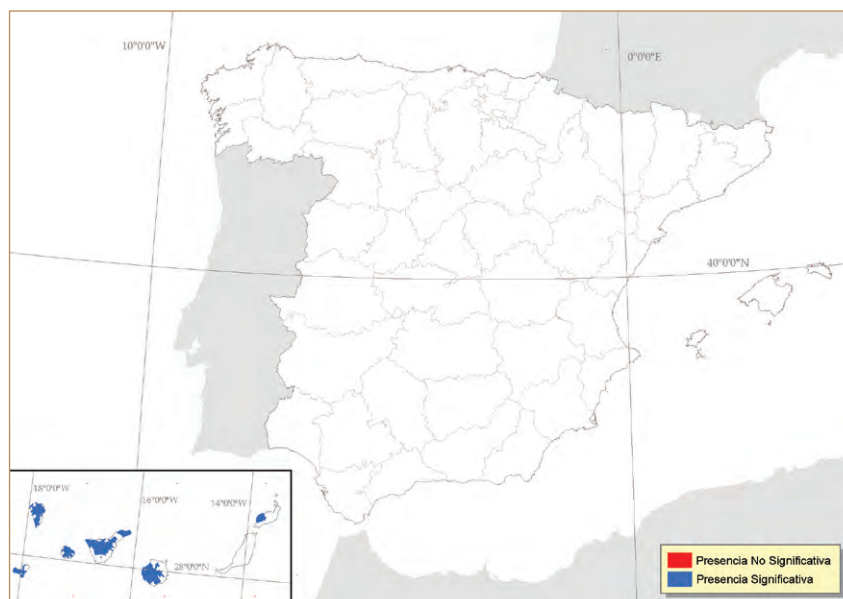 10°0'0"W
0°0'0"E
40°0'0"N
18°0'0"W
16°0'0"W
14°0'0"W
28°0'0"N
Presencia No Significativa
Presencia Significativa